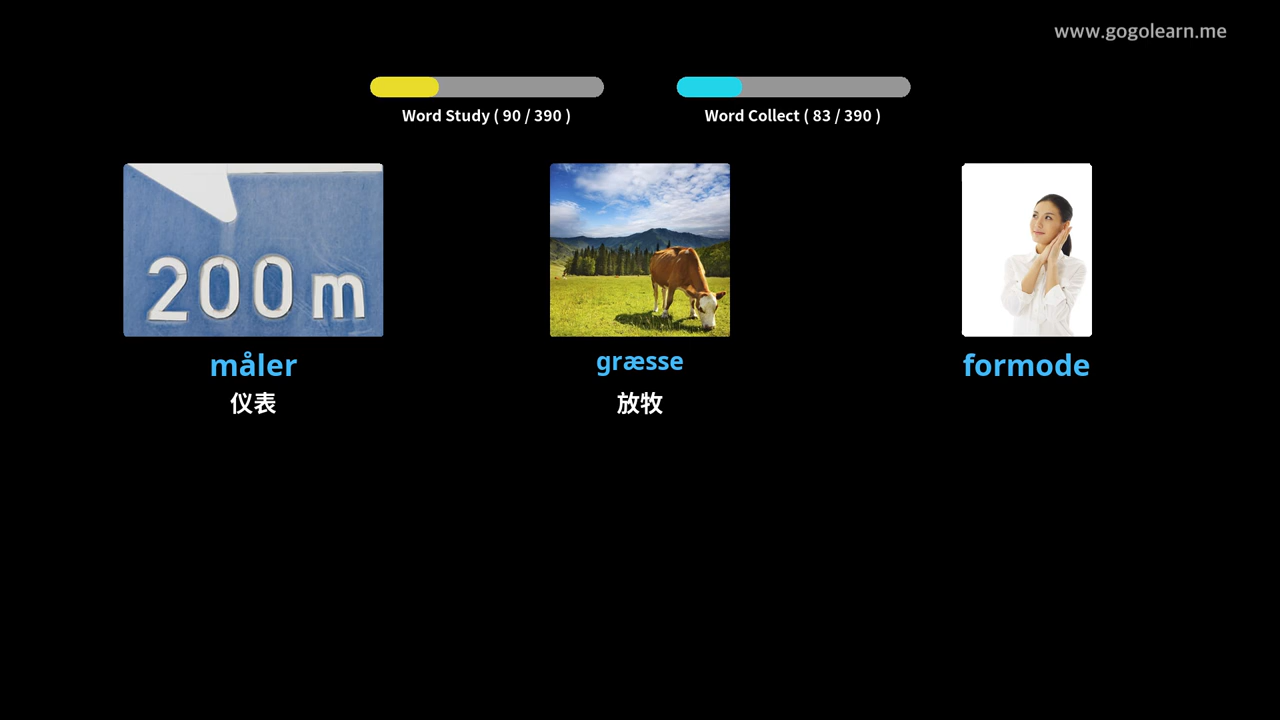 www.gogolearn.me
Word Study ( 90 / 390 )
Word Collect ( 83 / 390 )
200 m
måler
仪表
græsse
放牧
formode